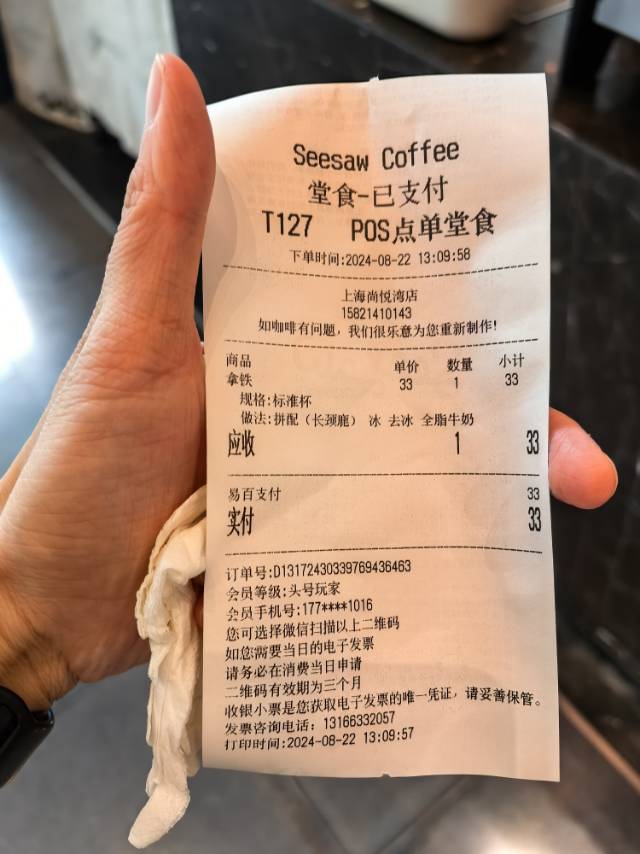 Seesaw Coffee
堂食-已支付
T127 POS点单堂食
下单时间:2024-08-22 13:09:58
上海尚悦湾店
15821410143
如咖啡有问题，我们很乐意为您重新制作!
商品 单价 数量 小计
拿铁 33 1 33
规格:标准杯
做法:拼配（长颈鹿） 冰 去冰 全脂牛奶
应收 1 33
易百支付 33
实付 33
订单号:D13172430339769436463
会员等级:头号玩家
会员手机号:177****1016
您可选择微信扫描以上二维码
如您需要当日的电子发票
请务必在消费当日申请
二维码有效期为三个月
收银小票是您获取电子发票的唯一凭证，请妥善保管。
发票咨询电话：13166332057
打印时间:2024-08-22 13:09:57